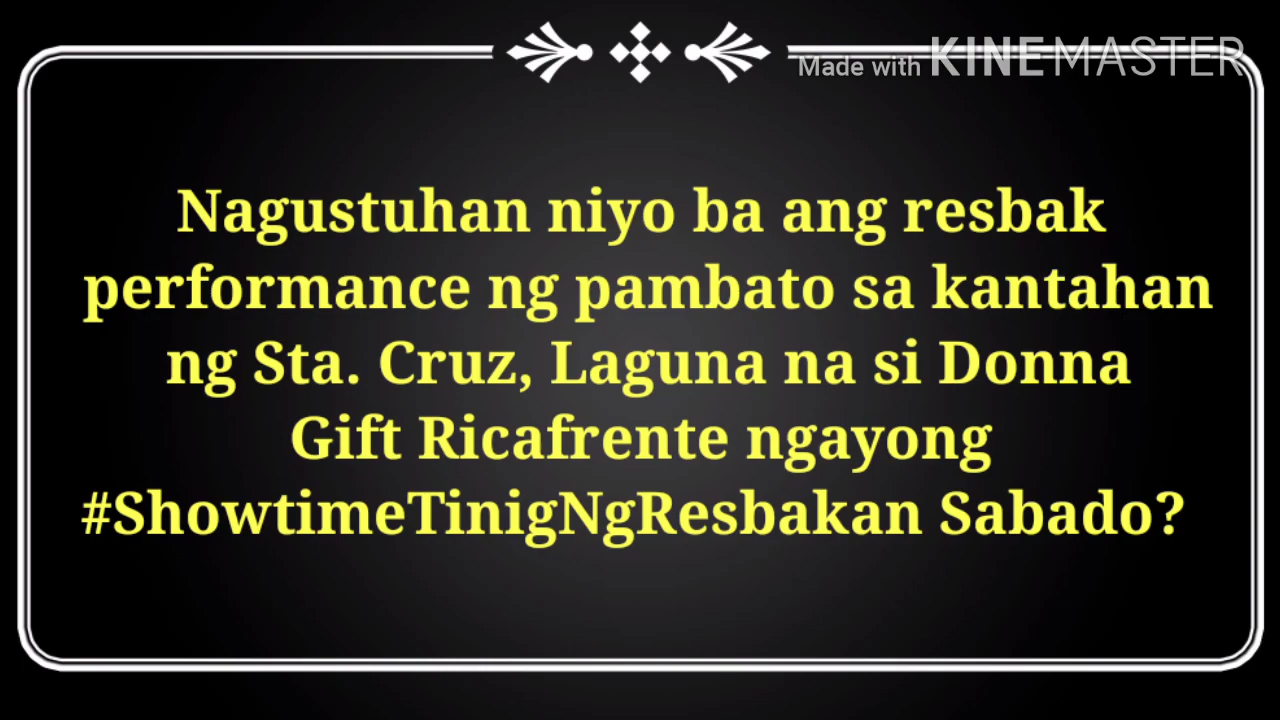 Made with KINEMASTER
Nagustuhan niyo ba ang resbak
performance ng pambato sa kantahan
ng Sta. Cruz, Laguna na si Donna
Gift Ricafrente ngayong
#ShowtimeTinigNgResbakan Sabado?